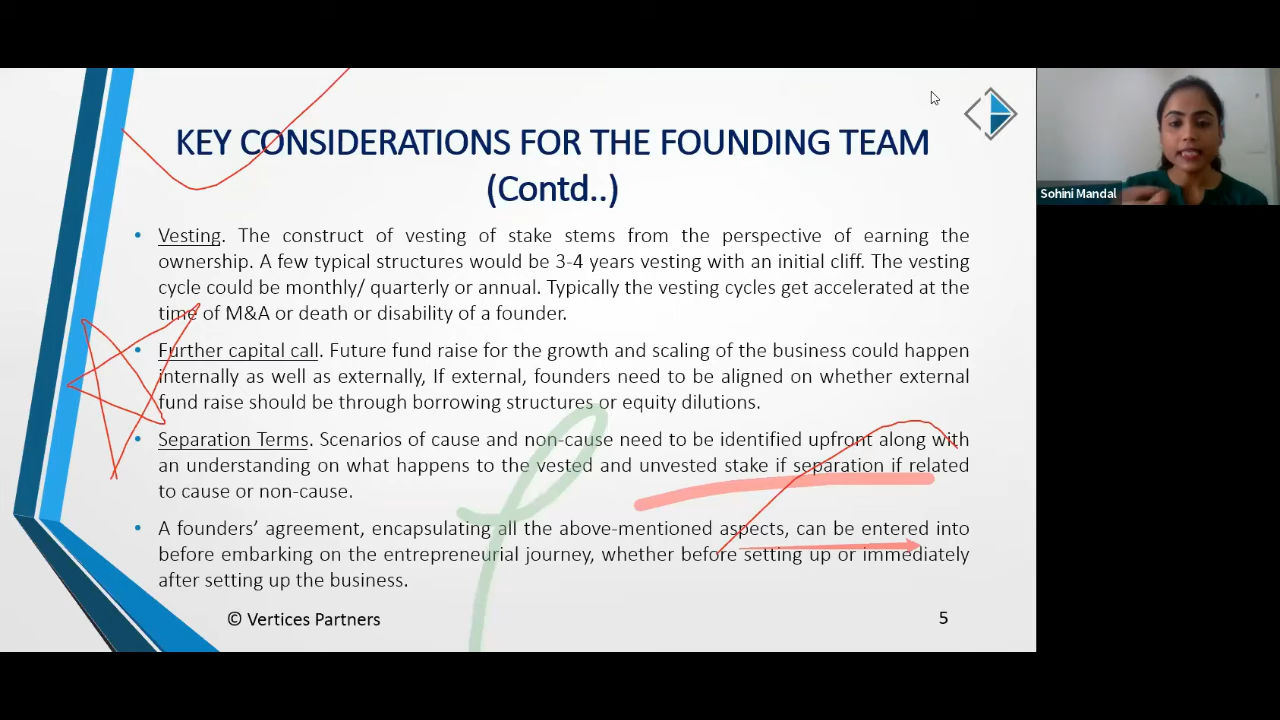 KEY CONSIDERATIONS FOR THE FOUNDING TEAM
(Contd..)
Sohini Mandal
• Vesting. The construct of vesting of stake stems from the perspective of earning the
ownership. A few typical structures would be 3-4 years vesting with an initial cliff. The vesting
cycle could be monthly/ quarterly or annual. Typically the vesting cycles get accelerated at the
time of M&A or death or disability of a founder.
• Further capital call. Future fund raise for the growth and scaling of the business could happen
internally as well as externally, If external, founders need to be aligned on whether external
fund raise should be through borrowing structures or equity dilutions.
• Separation Terms. Scenarios of cause and non-cause need to be identified upfront along with
an understanding on what happens to the vested and unvested stake if separation if related
to cause or non-cause.
• A founders’ agreement, encapsulating all the above-mentioned aspects, can be entered into
before embarking on the entrepreneurial journey, whether before setting up or immediately
after setting up the business.
© Vertices Partners
5